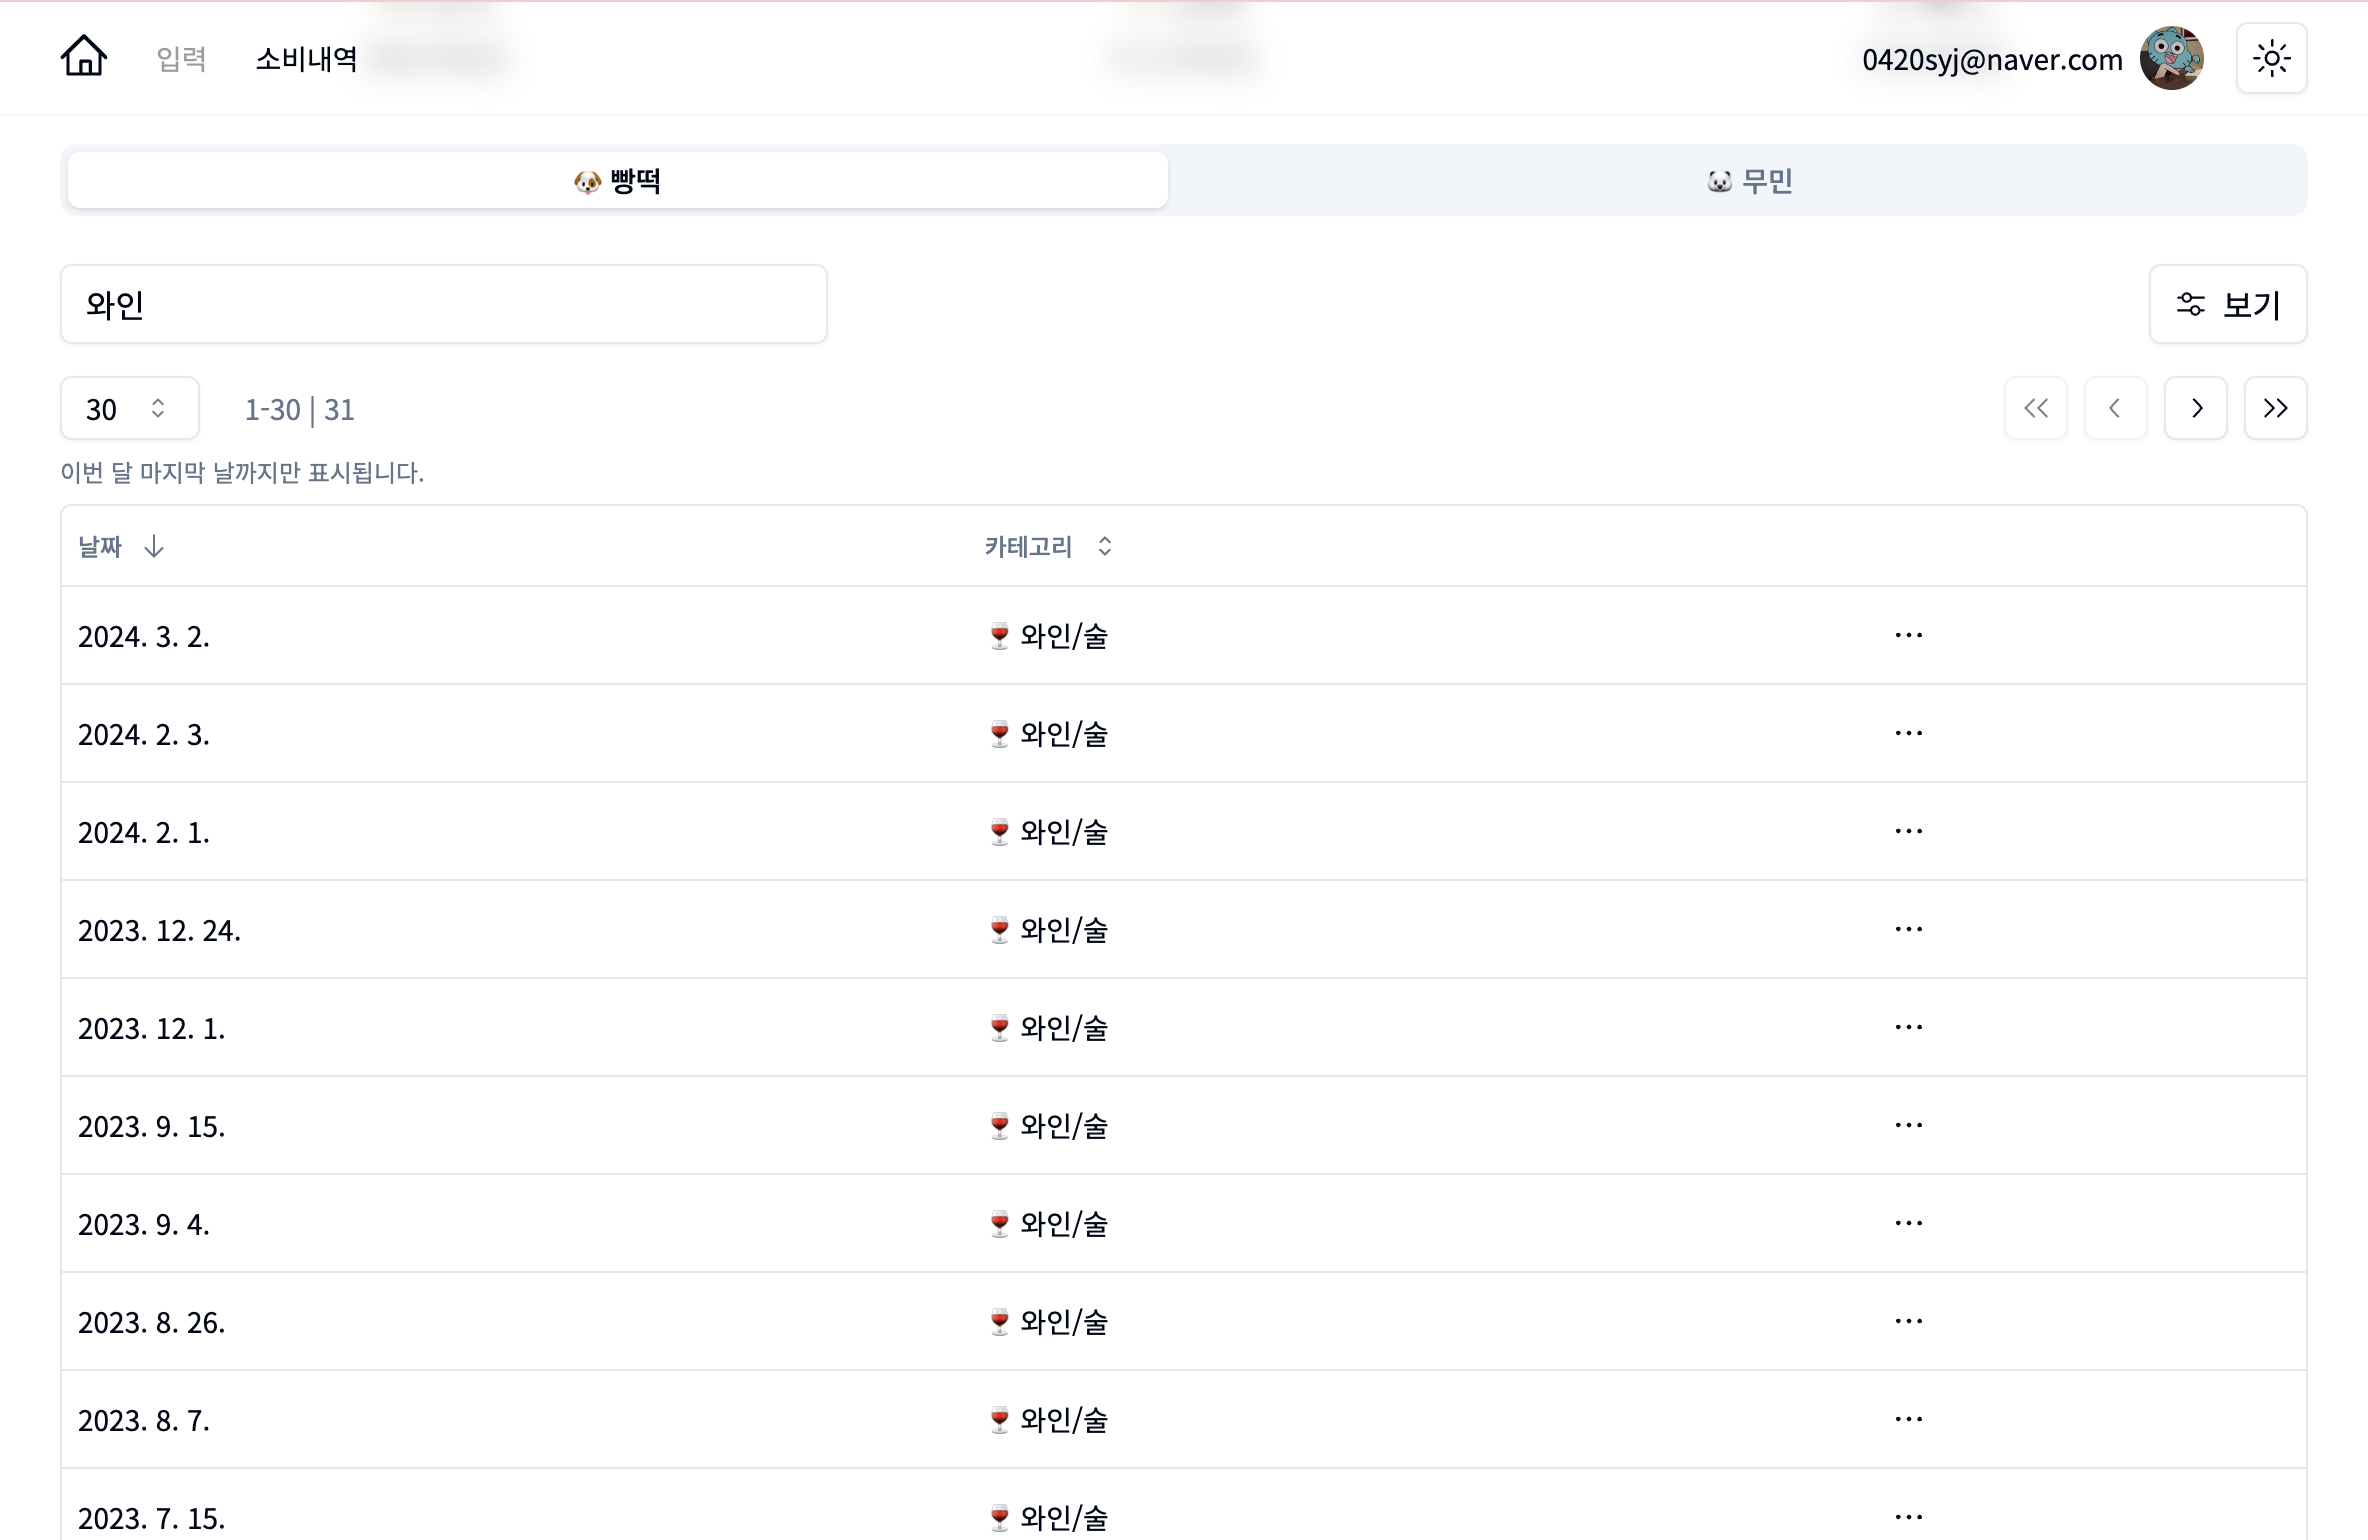 입력 소비내역 0420syj@naver.com
🐶 빵떡 🐼 무민
와인 보기
30 1-30 | 31
이번 달 마지막 날까지만 표시됩니다.
날짜 카테고리
2024. 3. 2. 🍷 와인/술 ···
2024. 2. 3. 🍷 와인/술 ···
2024. 2. 1. 🍷 와인/술 ···
2023. 12. 24. 🍷 와인/술 ···
2023. 12. 1. 🍷 와인/술 ···
2023. 9. 15. 🍷 와인/술 ···
2023. 9. 4. 🍷 와인/술 ···
2023. 8. 26. 🍷 와인/술 ···
2023. 8. 7. 🍷 와인/술 ···
2023. 7. 15. 🍷 와인/술 ···